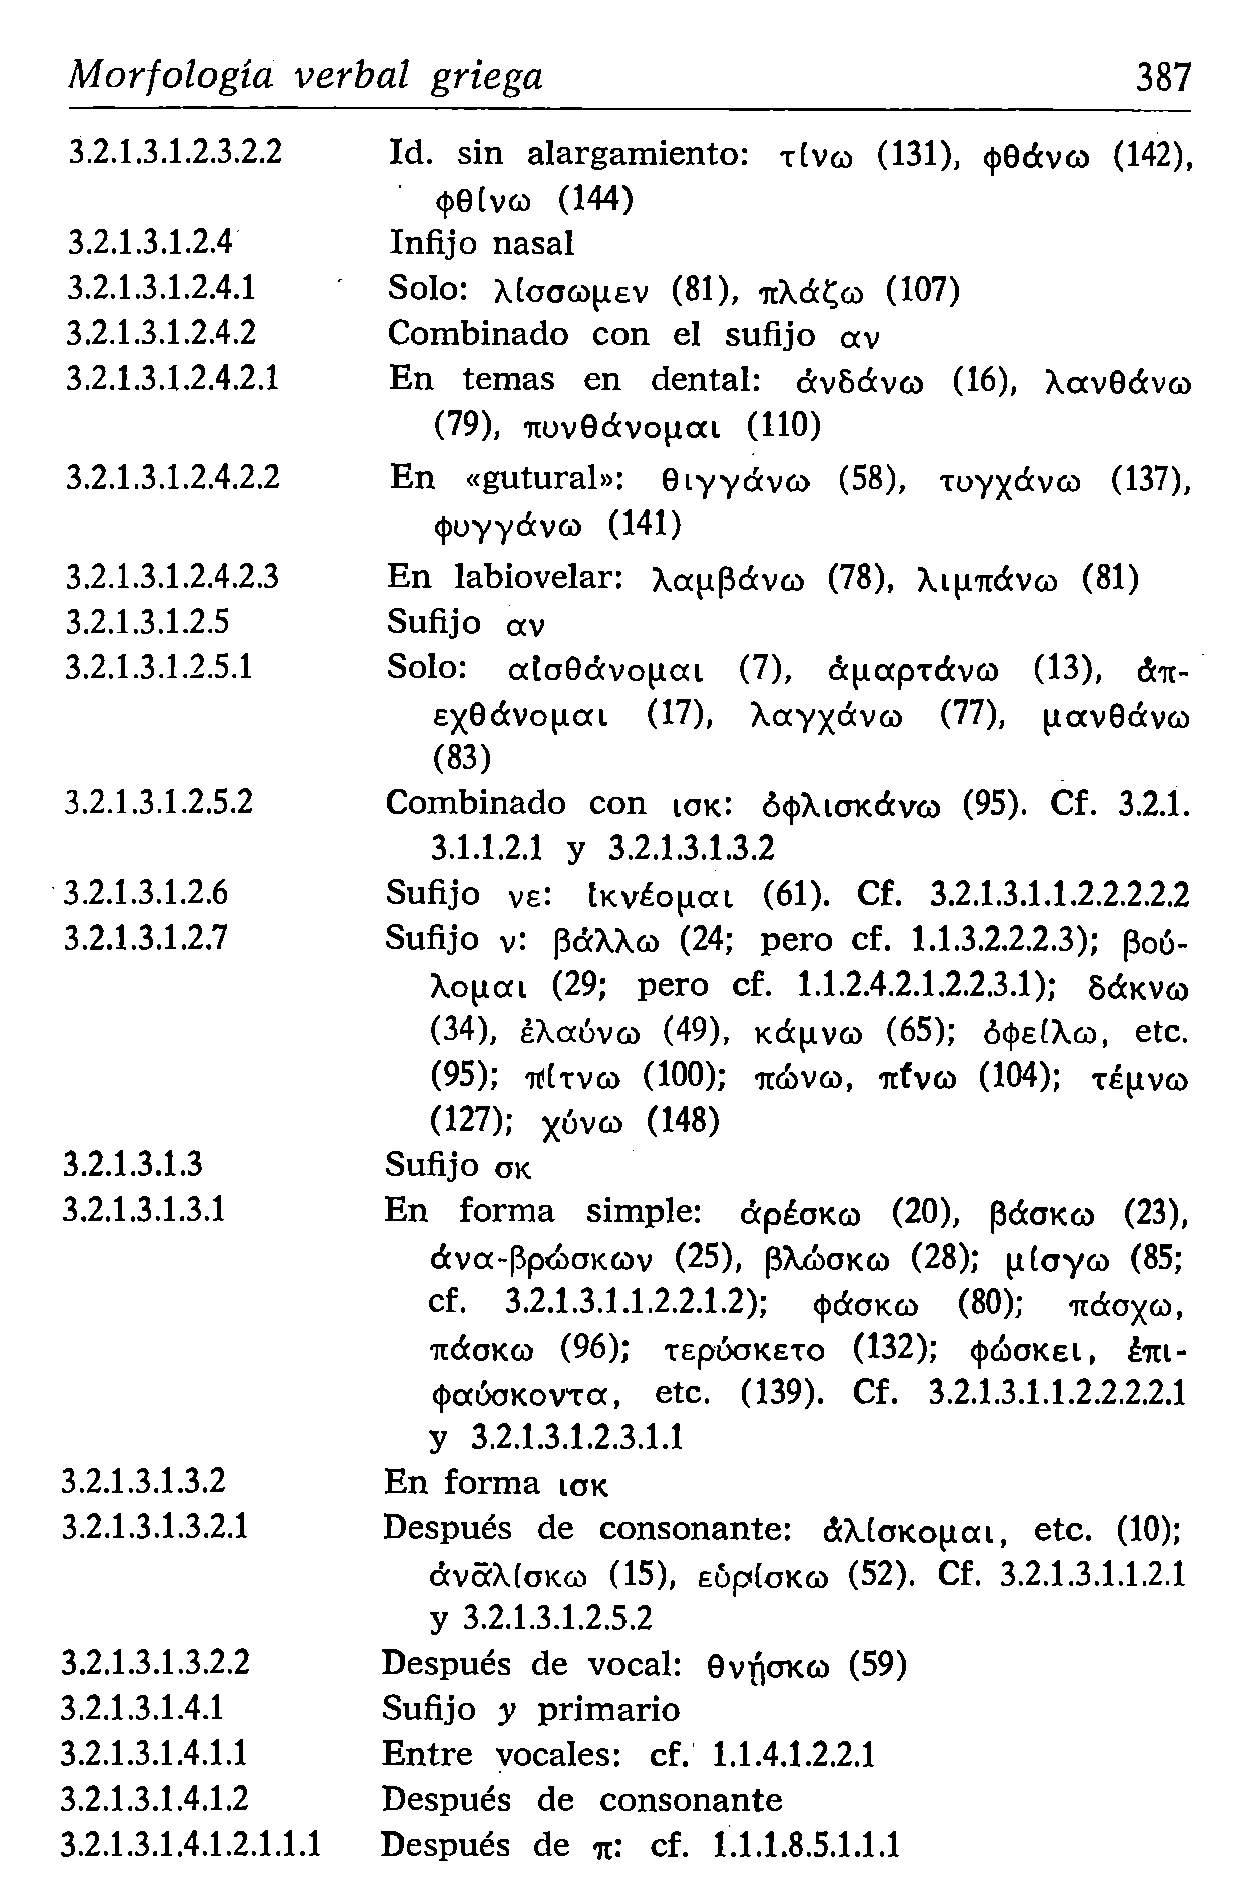 Morfología verbal griega 387
3.2.1.3.1.2.3.2.2 Id. sin alargamiento: τίνω (131), φθάνω (142),
φθίνω (144)
3.2.1.3.1.2.4 Infijo nasal
3.2.1.3.1.2.4.1 Solo: λίσσωμεν (81), πλάζω (107)
3.2.1.3.1.2.4.2 Combinado con el sufijo αν
3.2.1.3.1.2.4.2.1 En temas en dental: ἁνδάνω (16), λανθάνω
(79), πυνθάνομαι (110)
3.2.1.3.1.2.4.2.2 En «gutural»: θιγγάνω (58), τυγχάνω (137),
φυγγάνω (141)
3.2.1.3.1.2.4.2.3 En labiovelar: λαμβάνω (78), λιμπάνω (81)
3.2.1.3.1.2.5 Sufijo αν
3.2.1.3.1.2.5.1 Solo: αἰσθάνομαι (7), ἁμαρτάνω (13), ἀπ-
εχθάνομαι (17), λαγχάνω (77), μανθάνω
(83)
3.2.1.3.1.2.5.2 Combinado con ισκ: ὀφλισκάνω (95). Cf. 3.2.1.
3.1.1.2.1 y 3.2.1.3.1.3.2
3.2.1.3.1.2.6 Sufijo νε: ἱκνέομαι (61). Cf. 3.2.1.3.1.1.2.2.2.2.2
3.2.1.3.1.2.7 Sufijo ν: βάλλω (24; pero cf. 1.1.3.2.2.2.3); βού-
λομαι (29; pero cf. 1.1.2.4.2.1.2.2.3.1); δάκνω
(34), ἐλαύνω (49), κάμνω (65); ὀφείλω, etc.
(95); πίτνω (100); πώνω, πίνω (104); τέμνω
(127); χύνω (148)
3.2.1.3.1.3 Sufijo σκ
3.2.1.3.1.3.1 En forma simple: ἀρέσκω (20), βάσκω (23),
ἀνα-βρώσκων (25), βλώσκω (28); μίσγω (85;
cf. 3.2.1.3.1.1.2.2.1.2); φάσκω (80); πάσχω,
πάσκω (96); τερύσκετο (132); φώσκει, ἐπι-
φαύσκοντα, etc. (139). Cf. 3.2.1.3.1.1.2.2.2.2.1
y 3.2.1.3.1.2.3.1.1
3.2.1.3.1.3.2 En forma ισκ
3.2.1.3.1.3.2.1 Después de consonante: ἁλίσκομαι, etc. (10);
ἀνᾱλίσκω (15), εὑρίσκω (52). Cf. 3.2.1.3.1.1.2.1
y 3.2.1.3.1.2.5.2
3.2.1.3.1.3.2.2 Después de vocal: θνῄσκω (59)
3.2.1.3.1.4.1 Sufijo y primario
3.2.1.3.1.4.1.1 Entre vocales: cf. 1.1.4.1.2.2.1
3.2.1.3.1.4.1.2 Después de consonante
3.2.1.3.1.4.1.2.1.1.1 Después de π: cf. 1.1.1.8.5.1.1.1